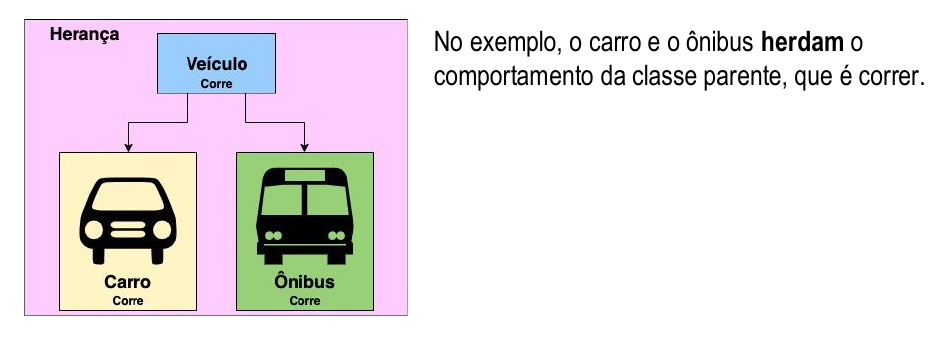 Herança
Veículo
Corre
Carro
Corre
Ônibus
Corre
No exemplo, o carro e o ônibus herdam o
comportamento da classe parente, que é correr.